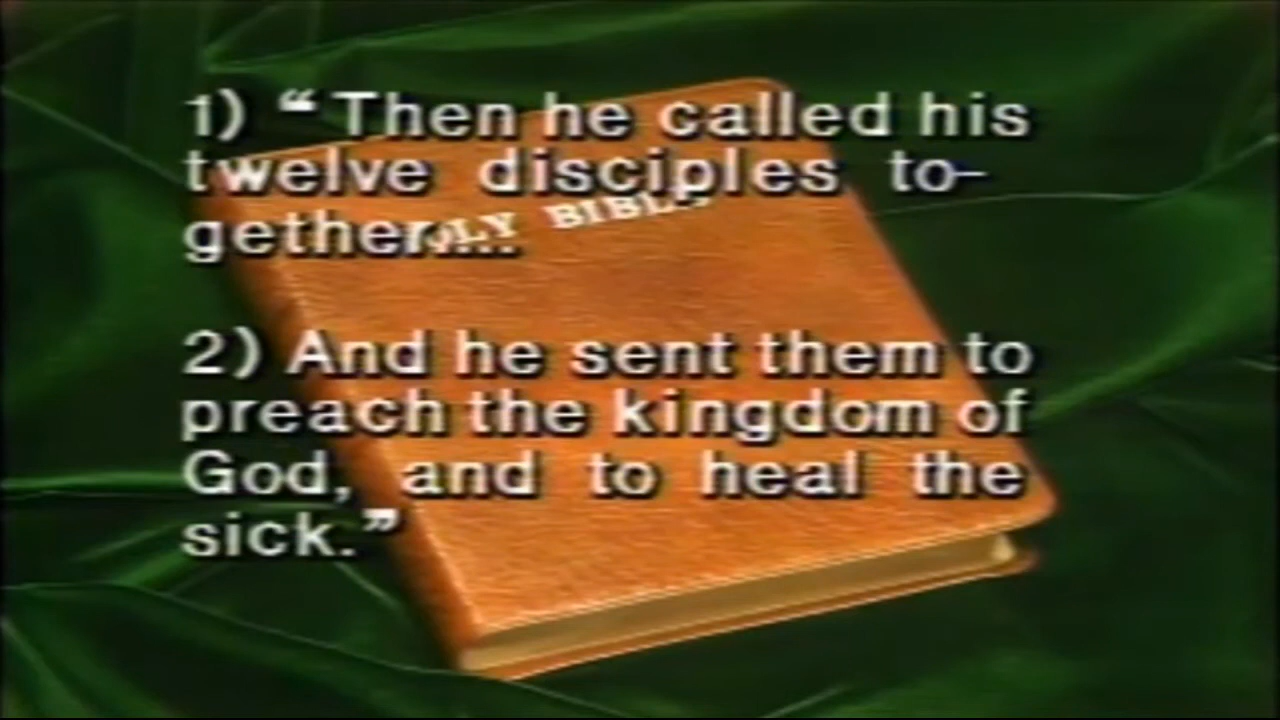 1) “Then he called his
twelve disciples to-
gether....
BIBLE
2) And he sent them to
preach the kingdom of
God, and to heal the
sick.”